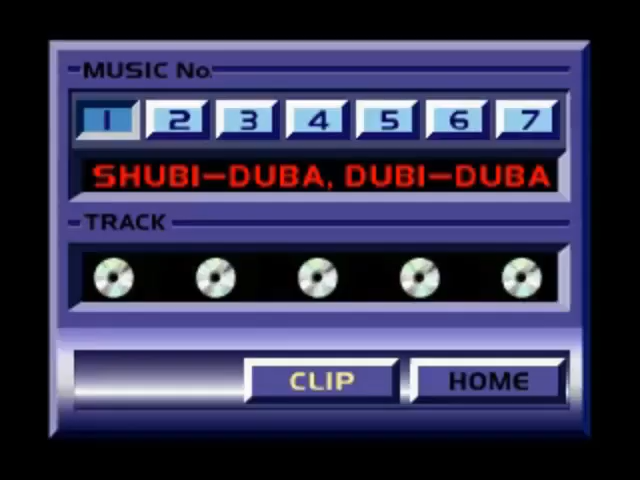 MUSIC No.
1 2 3 4 5 6 7
SHUBI-DUBA, DUBI-DUBA
TRACK
CLIP HOME